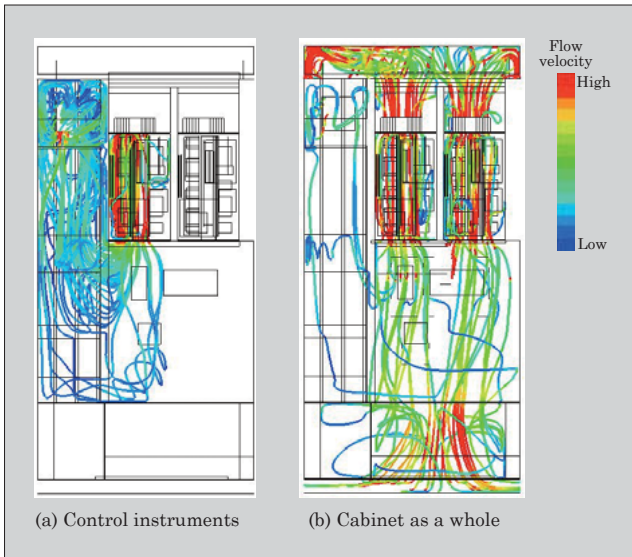 Flow
velocity
High
Low
(a) Control instruments
(b) Cabinet as a whole